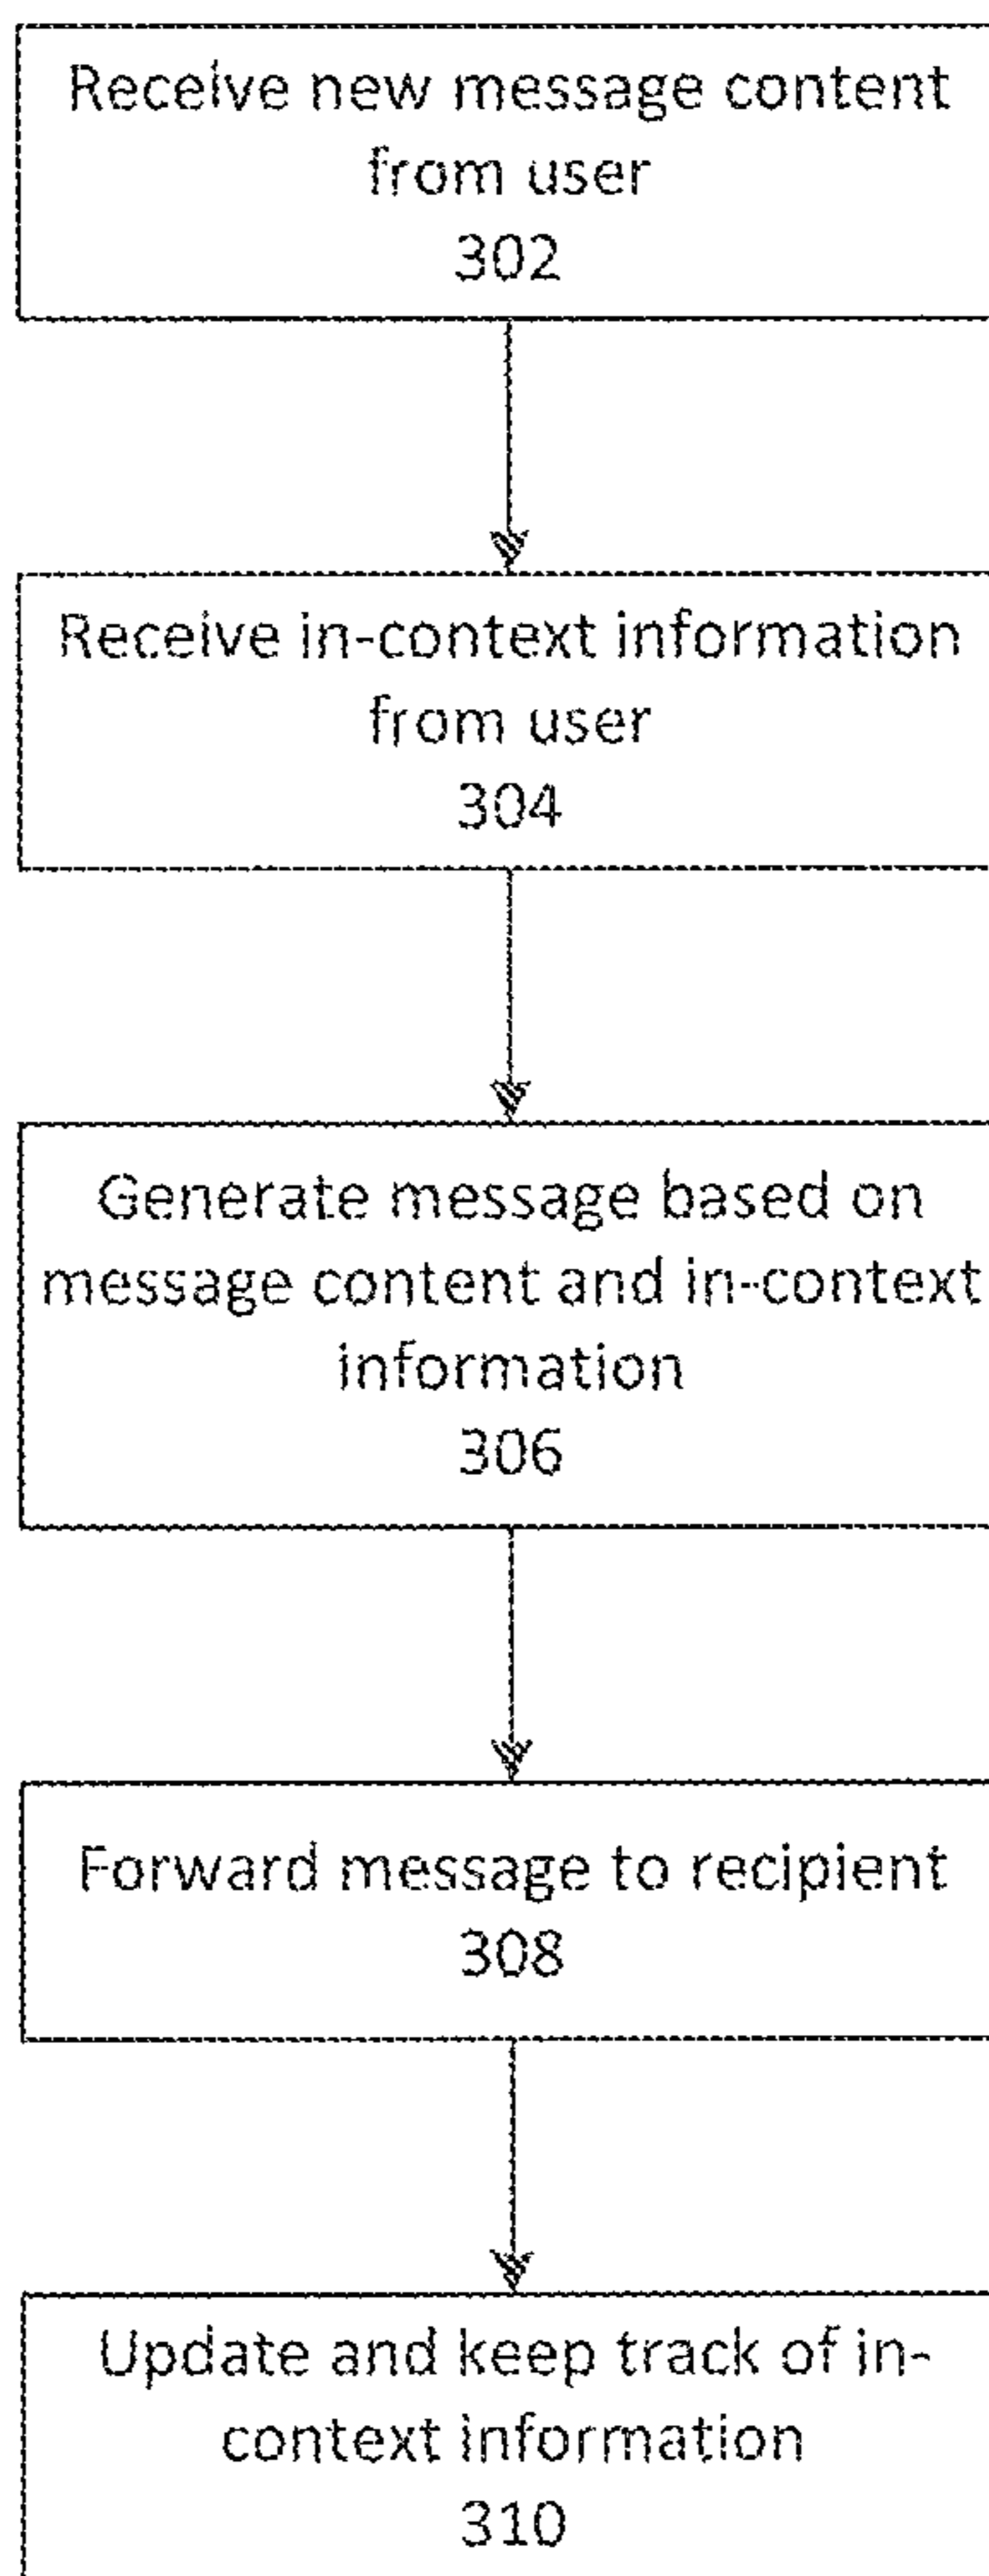 Receive new message content
from user
302
Receive in-context information
from user
304
Generate message based on
message content and in-context
information
306
Forward message to recipient
308
Update and keep track of in-
context information
310